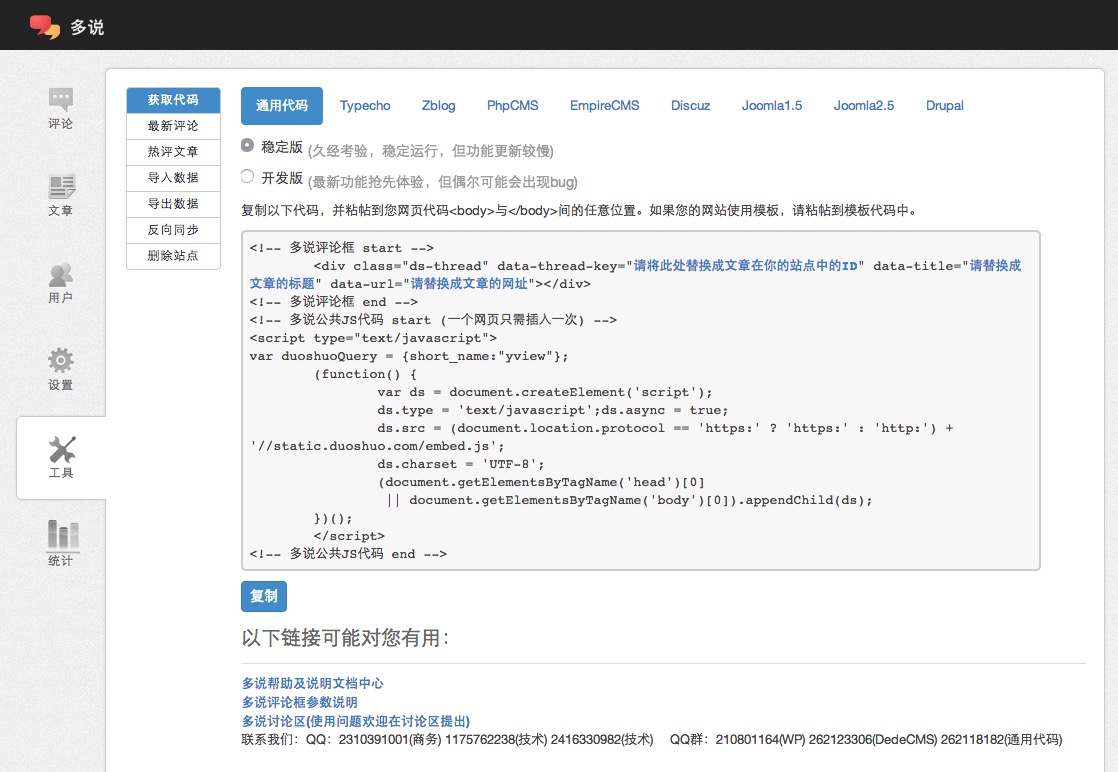 多说
评论
文章
用户
设置
工具
统计
获取代码
最新评论
热评文章
导入数据
导出数据
反向同步
删除站点
通用代码 Typecho Zblog PhpCMS EmpireCMS Discuz Joomla1.5 Joomla2.5 Drupal
稳定版 (久经考验，稳定运行，但功能更新较慢)
开发版 (最新功能抢先体验，但偶尔可能会出现bug)
复制以下代码，并粘帖到您网页代码<body>与</body>间的任意位置。如果您的网站使用模板，请粘帖到模板代码中。
<!-- 多说评论框 start -->
<div class="ds-thread" data-thread-key="请将此处替换成文章在你的站点中的ID" data-title="请替换成
文章的标题" data-url="请替换成文章的网址"></div>
<!-- 多说评论框 end -->
<!-- 多说公共JS代码 start (一个网页只需插入一次) -->
<script type="text/javascript">
var duoshuoQuery = {short_name:"yview"};
(function() {
var ds = document.createElement('script');
ds.type = 'text/javascript';ds.async = true;
ds.src = (document.location.protocol == 'https:' ? 'https:' : 'http:') +
'//static.duoshuo.com/embed.js';
ds.charset = 'UTF-8';
(document.getElementsByTagName('head')[0]
|| document.getElementsByTagName('body')[0]).appendChild(ds);
})();
</script>
<!-- 多说公共JS代码 end -->
复制
以下链接可能对您有用：
多说帮助及说明文档中心
多说评论框参数说明
多说讨论区(使用问题欢迎在讨论区提出)
联系我们：QQ：2310391001(商务) 1175762238(技术) 2416330982(技术) QQ群：210801164(WP) 262123306(DedeCMS) 262118182(通用代码)